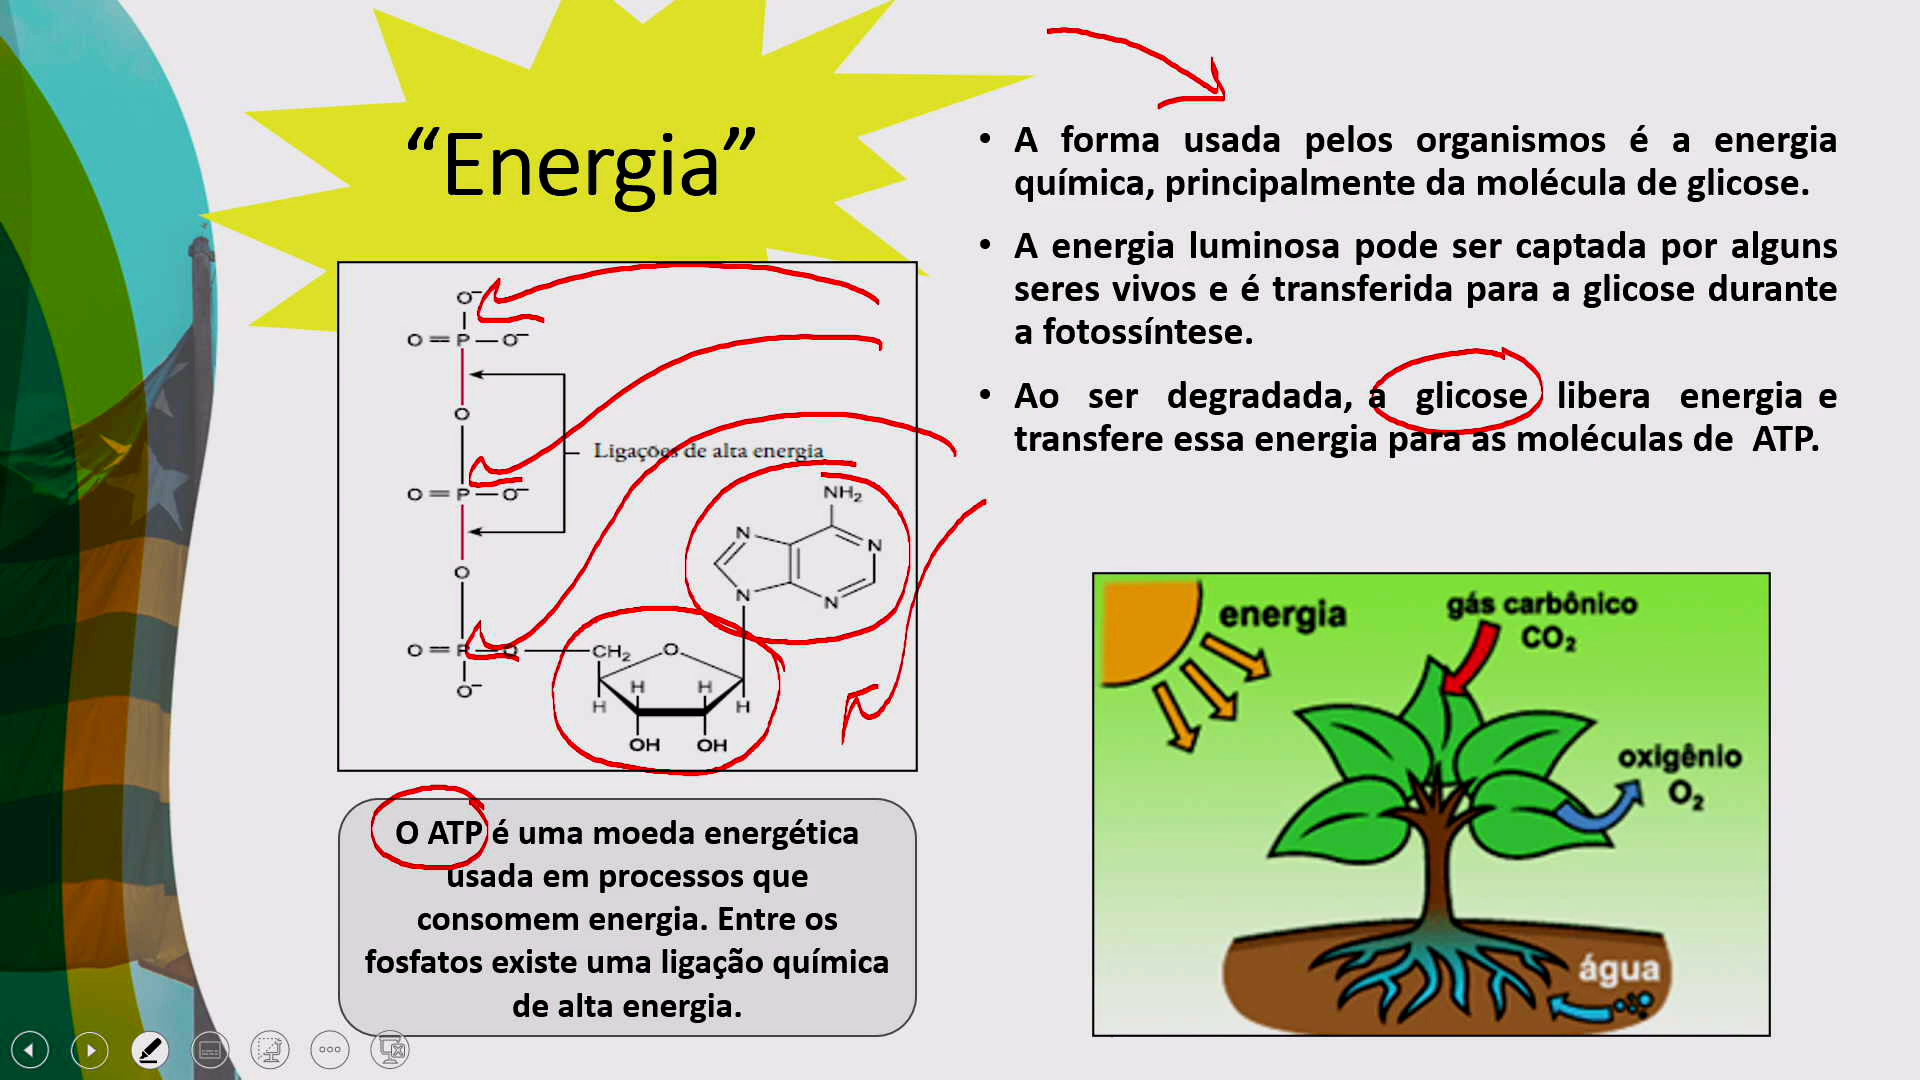 “Energia”
• A forma usada pelos organismos é a energia
química, principalmente da molécula de glicose.
• A energia luminosa pode ser captada por alguns
seres vivos e é transferida para a glicose durante
a fotossíntese.
• Ao ser degradada, a glicose libera energia e
transfere essa energia para as moléculas de ATP.
O⁻
O = P — O⁻
O
Ligações de alta energia
O = P — O⁻
O
O = P — O — CH₂
O⁻
NH₂
N
N
N
N
O
H
H
H
H
OH
OH
O ATP é uma moeda energética
usada em processos que
consomem energia. Entre os
fosfatos existe uma ligação química
de alta energia.
energia
gás carbônico
CO₂
oxigênio
O₂
água